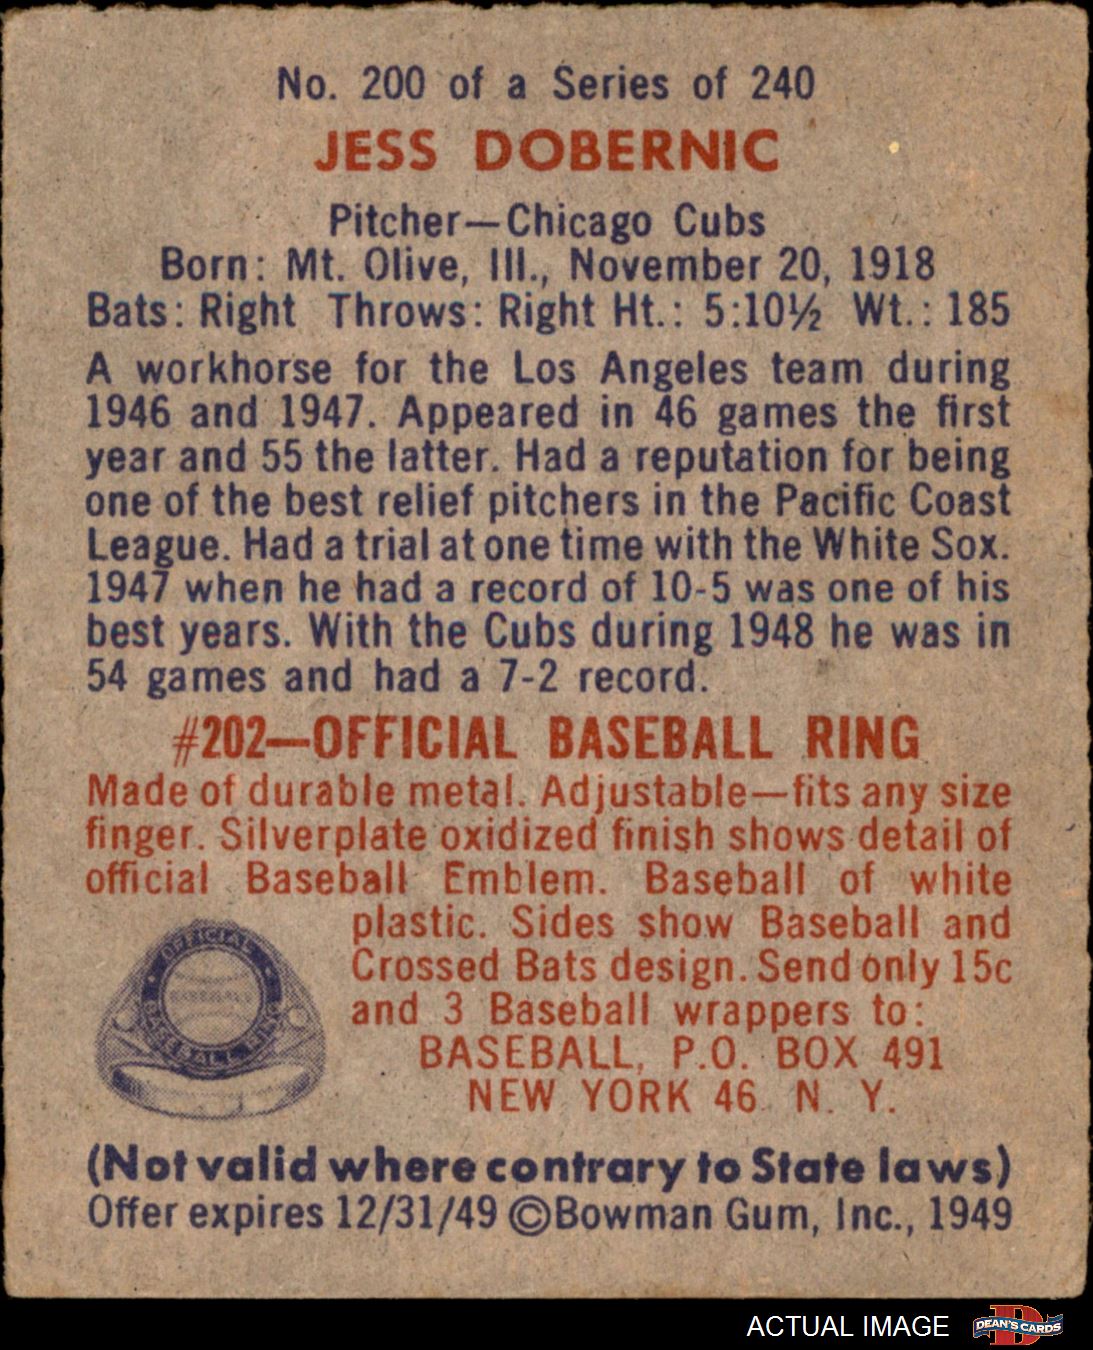 No. 200 of a Series of 240
JESS DOBERNIC
Pitcher—Chicago Cubs
Born: Mt. Olive, Ill., November 20, 1918
Bats: Right Throws: Right Ht.: 5:10½ Wt.: 185
A workhorse for the Los Angeles team during
1946 and 1947. Appeared in 46 games the first
year and 55 the latter. Had a reputation for being
one of the best relief pitchers in the Pacific Coast
League. Had a trial at one time with the White Sox.
1947 when he had a record of 10-5 was one of his
best years. With the Cubs during 1948 he was in
54 games and had a 7-2 record.
#202—OFFICIAL BASEBALL RING
Made of durable metal. Adjustable—fits any size
finger. Silverplate oxidized finish shows detail of
official Baseball Emblem. Baseball of white
plastic. Sides show Baseball and
Crossed Bats design. Send only 15c
and 3 Baseball wrappers to:
BASEBALL, P.O. BOX 491
NEW YORK 46 N. Y.
OFFICIAL
BASEBALL RING
(Not valid where contrary to State laws)
Offer expires 12/31/49 ©Bowman Gum, Inc., 1949
ACTUAL IMAGE
DEAN'S CARDS